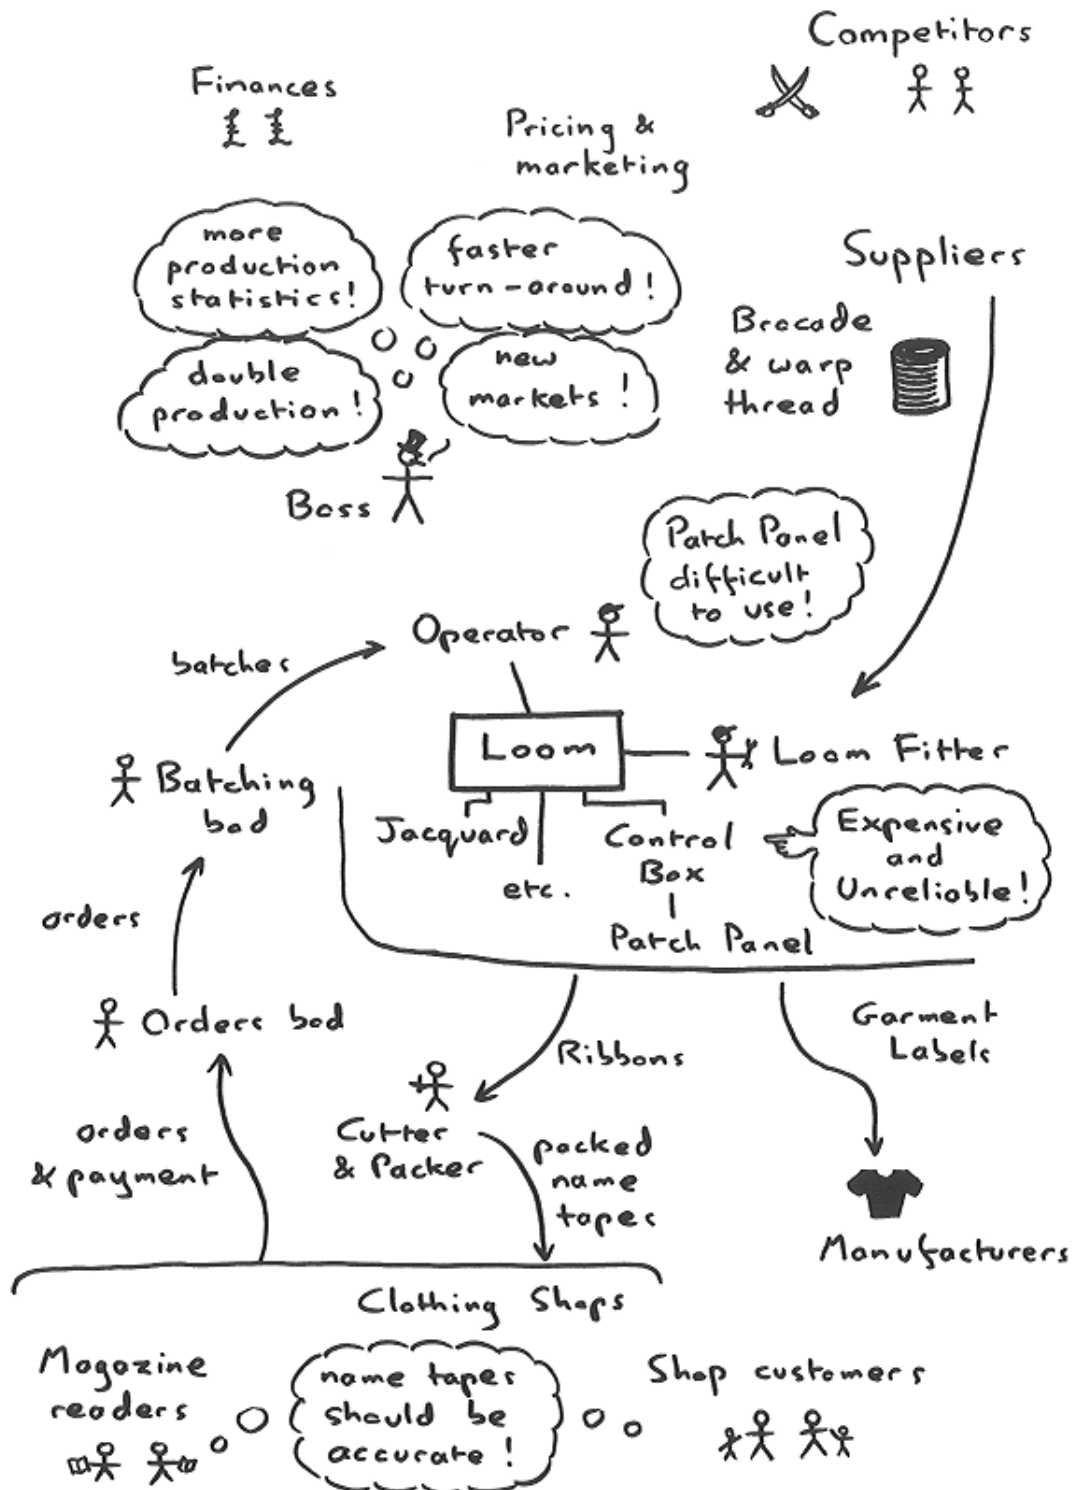 Competitors
Finances
££
Pricing &
marketing
more
production
statistics!
faster
turn-around!
Suppliers
Brocade
& warp
thread
double
production!
new
markets!
Boss
Patch Panel
difficult
to use!
Operator
batches
Loom
Loom Fitter
Batching
bod
Jacquard
Control
Box
etc.
Patch Panel
Expensive
and
Unreliable!
orders
Orders bod
Ribbons
Garment
Labels
orders
& payment
Cutter
& Packer
packed
name
tapes
Manufacturers
Clothing Shops
Magazine
readers
name tapes
should be
accurate!
Shop customers